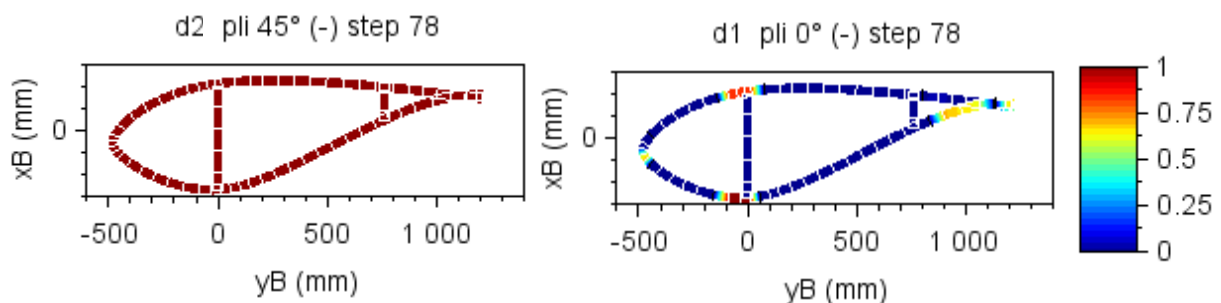 d2 pli 45° (-) step 78
xB (mm)
0
-500 0 500 1 000
yB (mm)
d1 pli 0° (-) step 78
xB (mm)
0
-500 0 500 1 000
yB (mm)
1
0.75
0.5
0.25
0